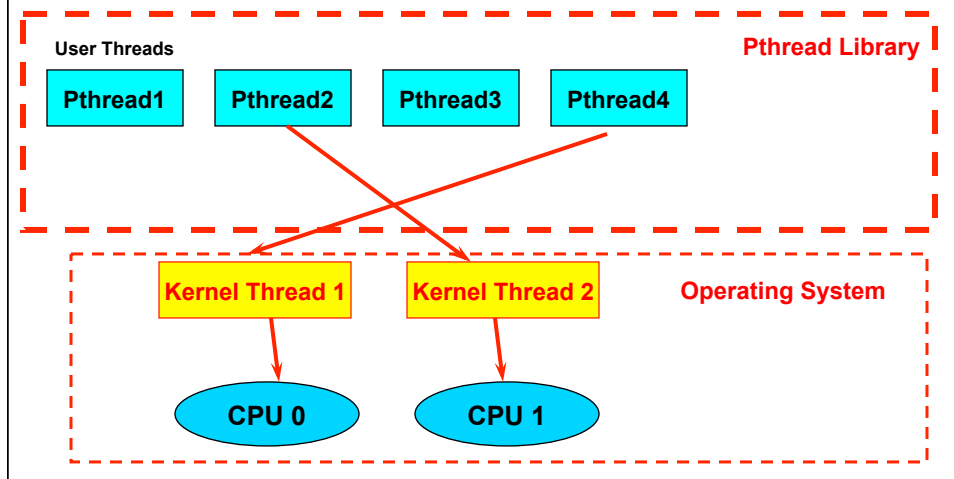 User Threads
Pthread Library
Pthread1
Pthread2
Pthread3
Pthread4
Kernel Thread 1
Kernel Thread 2
Operating System
CPU 0
CPU 1